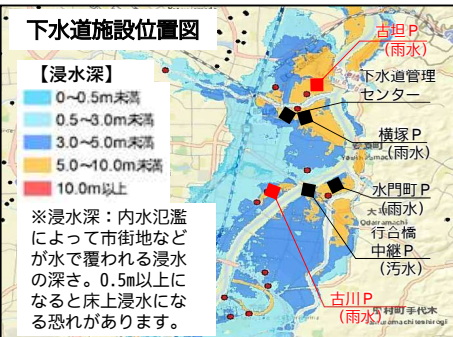 下水道施設位置図
【浸水深】
0～0.5m未満
0.5～3.0m未満
3.0～5.0m未満
5.0～10.0m未満
10.0m以上
※浸水深：内水氾濫
によって市街地など
が水で覆われる浸水
の深さ。0.5m以上に
なると床上浸水にな
る恐れがあります。
古坦Ｐ
(雨水)
下水道管理
センター
横塚Ｐ
(雨水)
水門町Ｐ
(雨水)
行合橋
中継Ｐ
(汚水)
古川Ｐ
(雨水)
村町手代木